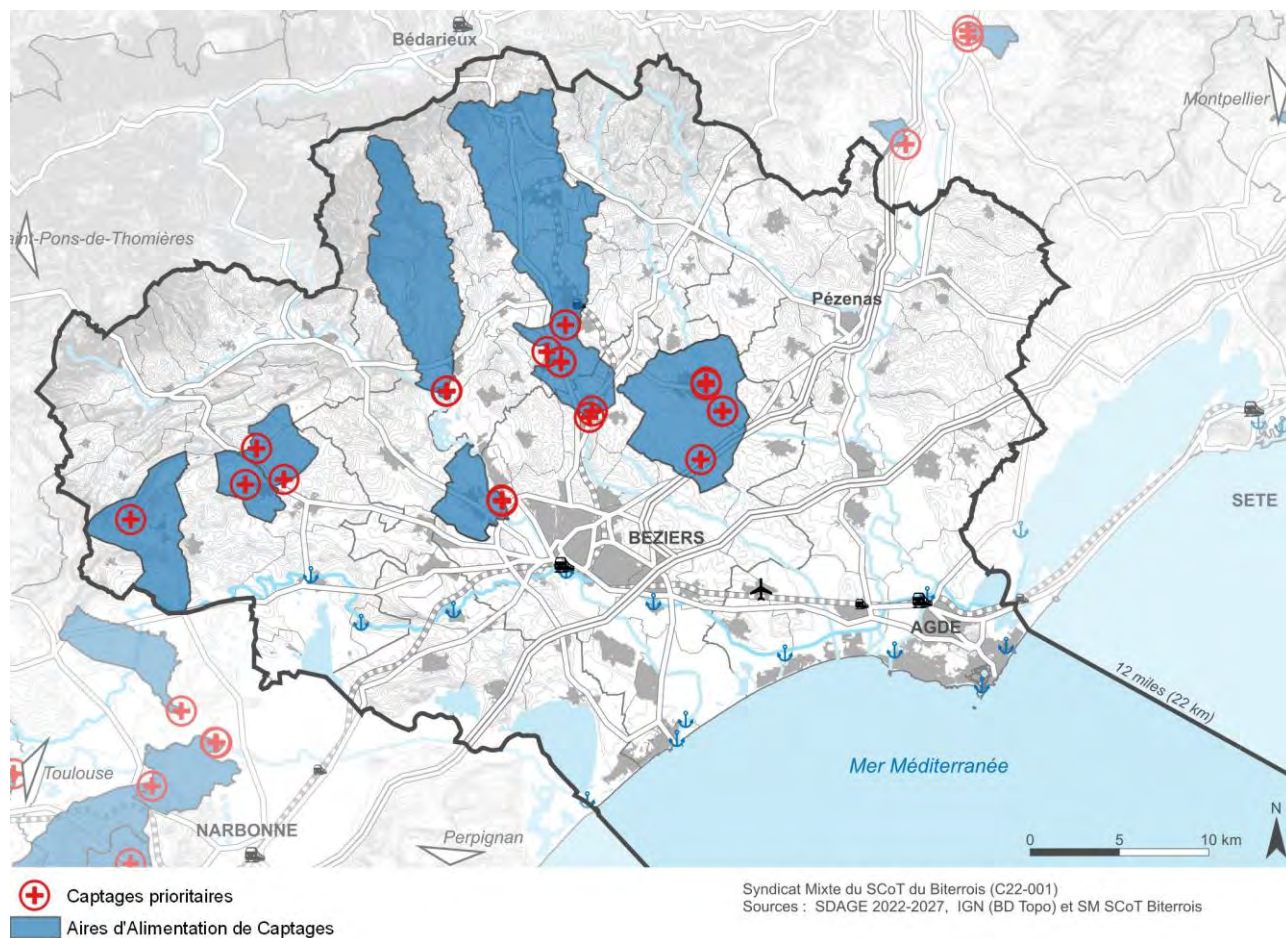 Bédarieux
Montpellier
aint-Pons-de-Thomières
Pézenas
SETE
BEZIERS
AGDE
12 miles (22 km)
Toulouse
Mer Méditerranée
NARBONNE
Perpignan
N
0 5 10 km
Captages prioritaires
Aires d'Alimentation de Captages
Syndicat Mixte du SCoT du Biterrois (C22-001)
Sources : SDAGE 2022-2027, IGN (BD Topo) et SM SCoT Biterrois